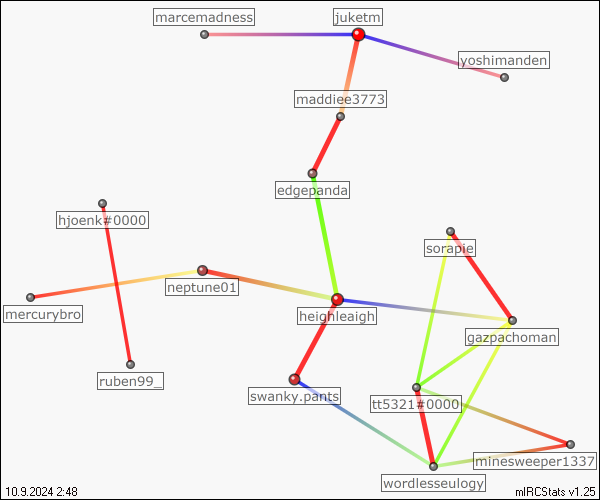 marcemadness
juketm
yoshimanden
maddiee3773
edgepanda
hjoenk#0000
sorapie
neptune01
mercurybro
heighleaigh
gazpachoman
ruben99_
swanky.pants
tt5321#0000
minesweeper1337
wordlesseulogy
10.9.2024 2:48
mIRCStats v1.25